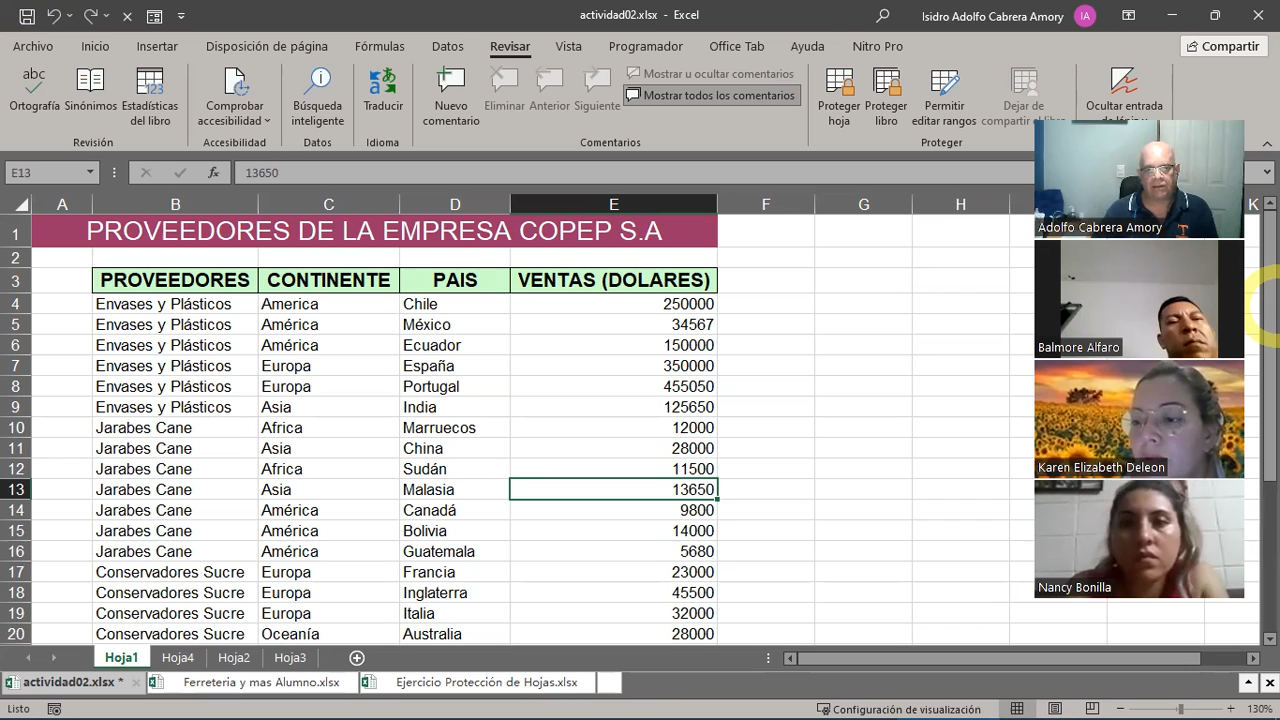 actividad02.xlsx - Excel
Isidro Adolfo Cabrera Amory IA
Archivo Inicio Insertar Disposición de página Fórmulas Datos Revisar Vista Programador Office Tab Ayuda Nitro Pro Compartir
abc
Ortografía
Sinónimos
123
Estadísticas
del libro
Comprobar
accesibilidad
Búsqueda
inteligente
Traducir
Nuevo
comentario
Eliminar
Anterior
Siguiente
Mostrar u ocultar comentarios
Mostrar todos los comentarios
Proteger
hoja
Proteger
libro
Permitir
editar rangos
Dejar de
compartir el
Ocultar entrada
Revisión Accesibilidad Datos Idioma Comentarios Proteger
E13 fx 13650
A B C D E F G H K
1 PROVEEDORES DE LA EMPRESA COPEP S.A
2
3 PROVEEDORES CONTINENTE PAIS VENTAS (DOLARES)
4 Envases y Plásticos America Chile 250000
5 Envases y Plásticos América México 34567
6 Envases y Plásticos América Ecuador 150000
7 Envases y Plásticos Europa España 350000
8 Envases y Plásticos Europa Portugal 455050
9 Envases y Plásticos Asia India 125650
10 Jarabes Cane Africa Marruecos 12000
11 Jarabes Cane Asia China 28000
12 Jarabes Cane Africa Sudán 11500
13 Jarabes Cane Asia Malasia 13650
14 Jarabes Cane América Canadá 9800
15 Jarabes Cane América Bolivia 14000
16 Jarabes Cane América Guatemala 5680
17 Conservadores Sucre Europa Francia 23000
18 Conservadores Sucre Europa Inglaterra 45500
19 Conservadores Sucre Europa Italia 32000
20 Conservadores Sucre Oceanía Australia 28000
Adolfo Cabrera Amory
Balmore Alfaro
Karen Elizabeth Deleon
Nancy Bonilla
Hoja1 Hoja4 Hoja2 Hoja3
actividad02.xlsx * Ferreteria y mas Alumno.xlsx Ejercicio Protección de Hojas.xlsx
Listo Configuración de visualización 130%